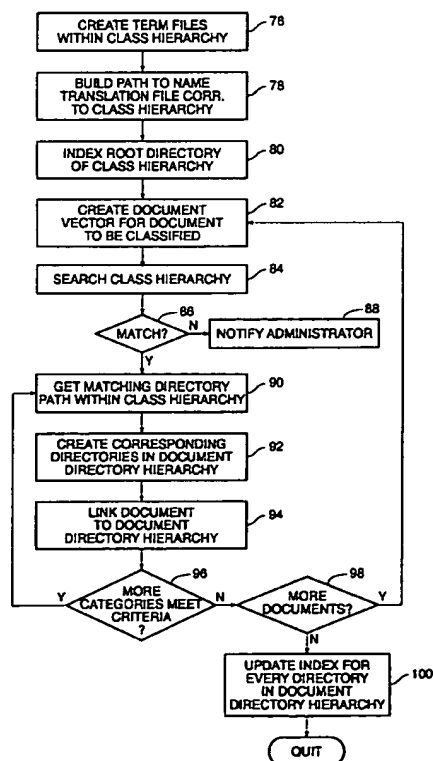 CREATE TERM FILES
WITHIN CLASS HIERARCHY
76
BUILD PATH TO NAME
TRANSLATION FILE CORR.
TO CLASS HIERARCHY
78
INDEX ROOT DIRECTORY
OF CLASS HIERARCHY
80
CREATE DOCUMENT
VECTOR FOR DOCUMENT
TO BE CLASSIFIED
82
SEARCH CLASS HIERARCHY
84
MATCH?
86
N
NOTIFY ADMINISTRATOR
88
Y
GET MATCHING DIRECTORY
PATH WITHIN CLASS HIERARCHY
90
CREATE CORRESPONDING
DIRECTORIES IN DOCUMENT
DIRECTORY HIERARCHY
92
LINK DOCUMENT
TO DOCUMENT
DIRECTORY HIERARCHY
94
Y
MORE
CATEGORIES MEET
CRITERIA
?
96
N
MORE
DOCUMENTS?
98
Y
N
UPDATE INDEX FOR
EVERY DIRECTORY
IN DOCUMENT
DIRECTORY HIERARCHY
100
QUIT